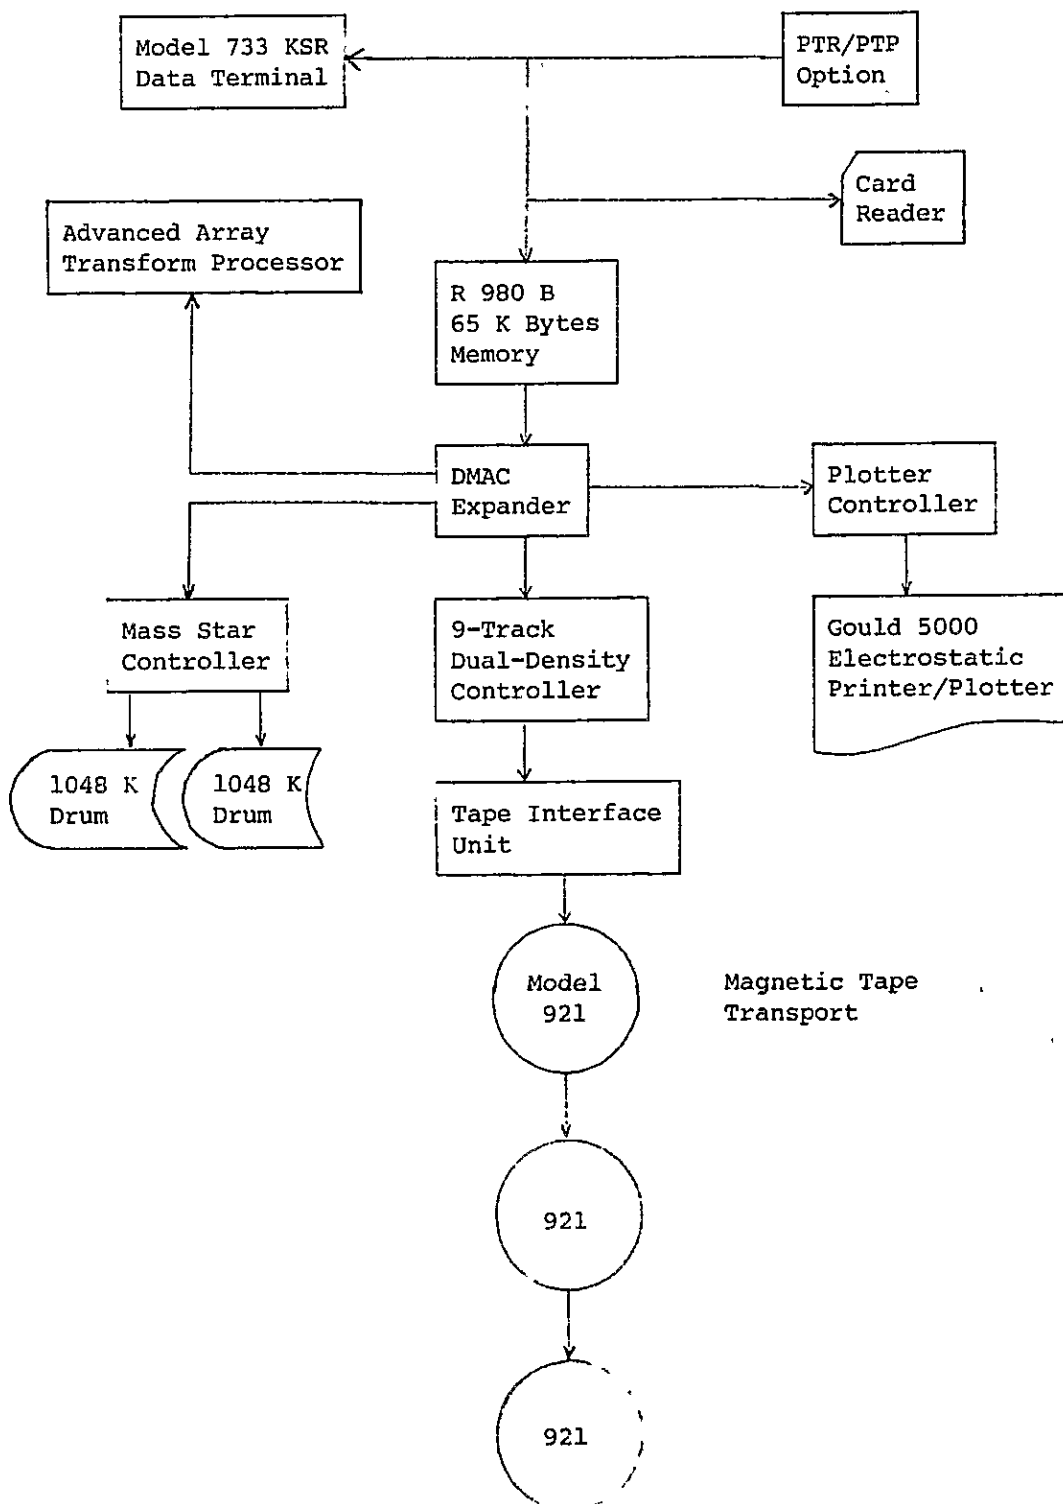 Model 733 KSR
Data Terminal
PTR/PTP
Option
Card
Reader
Advanced Array
Transform Processor
R 980 B
65 K Bytes
Memory
DMAC
Expander
Plotter
Controller
Mass Star
Controller
9-Track
Dual-Density
Controller
Gould 5000
Electrostatic
Printer/Plotter
1048 K
Drum
1048 K
Drum
Tape Interface
Unit
Model
921
Magnetic Tape
Transport
921
921